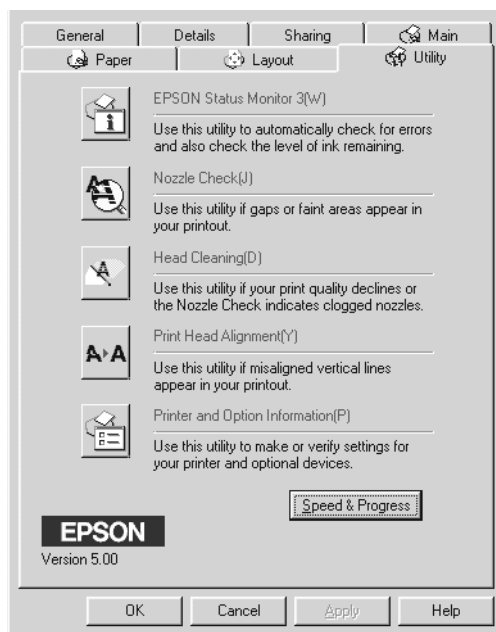 General Details Sharing Main
Paper Layout Utility
EPSON Status Monitor 3(W)
Use this utility to automatically check for errors
and also check the level of ink remaining.
Nozzle Check(J)
Use this utility if gaps or faint areas appear in
your printout.
Head Cleaning(D)
Use this utility if your print quality declines or
the Nozzle Check indicates clogged nozzles.
Print Head Alignment(Y)
A A
Use this utility if misaligned vertical lines
appear in your printout.
Printer and Option Information(P)
Use this utility to make or verify settings for
your printer and optional devices.
Speed & Progress
EPSON
Version 5.00
OK Cancel Apply Help